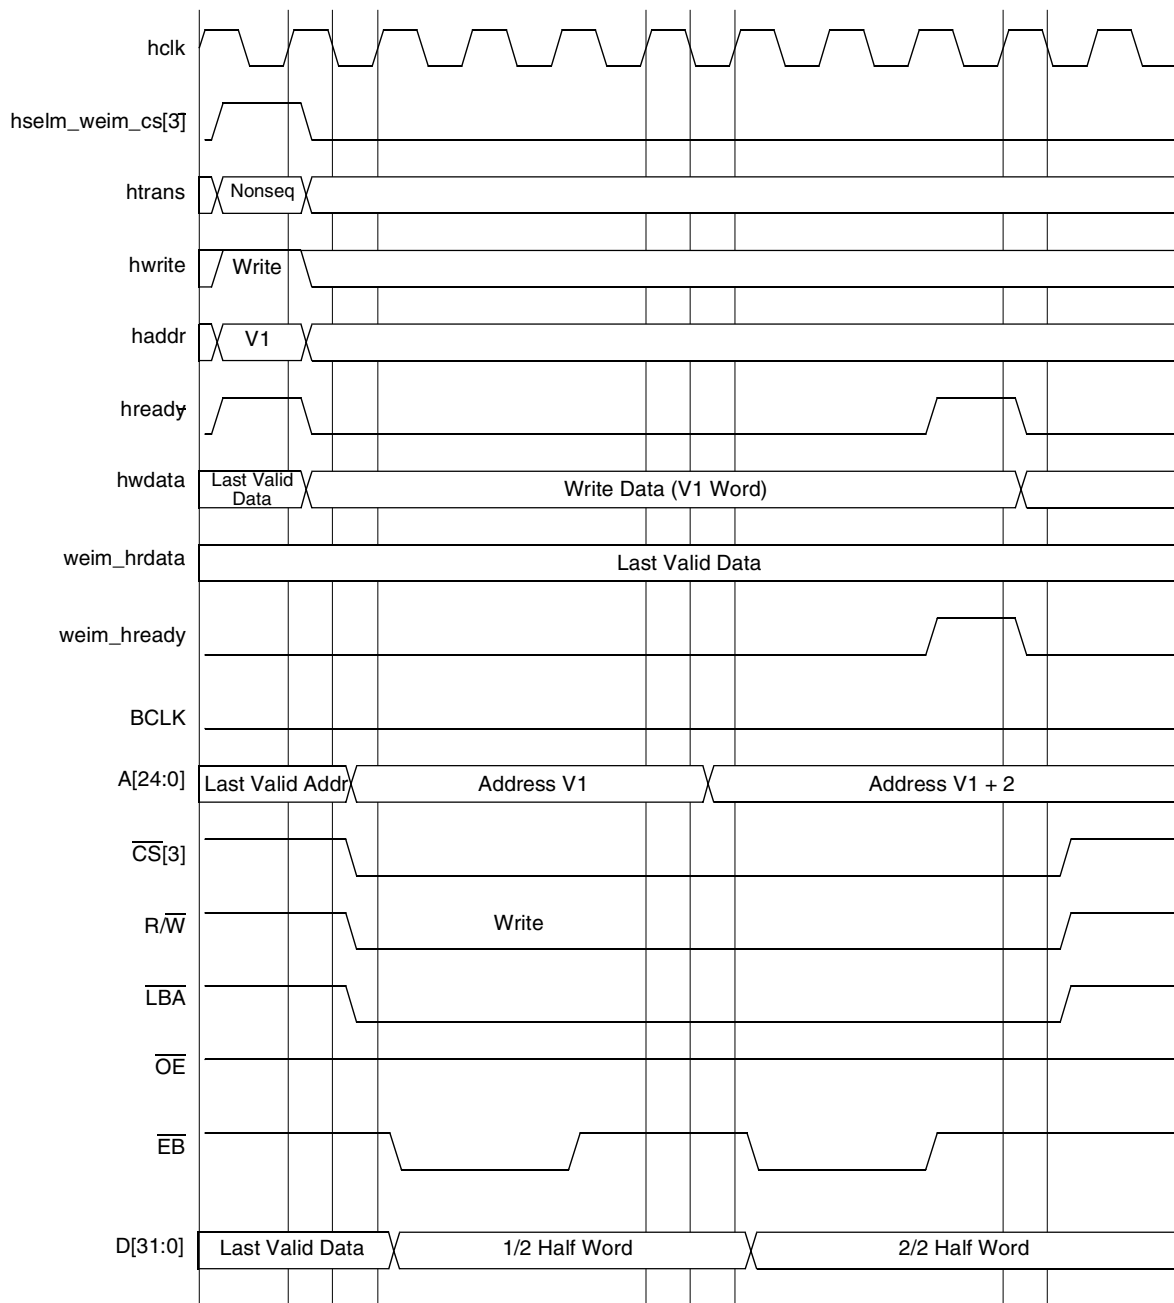 hclk
hselm_weim_cs[3]
htrans
Nonseq
hwrite
Write
haddr
V1
hready
hwdata
Last Valid
Data
Write Data (V1 Word)
weim_hrdata
Last Valid Data
weim_hready
BCLK
A[24:0]
Last Valid Addr
Address V1
Address V1 + 2
CS[3]
R/W
Write
LBA
OE
EB
D[31:0]
Last Valid Data
1/2 Half Word
2/2 Half Word